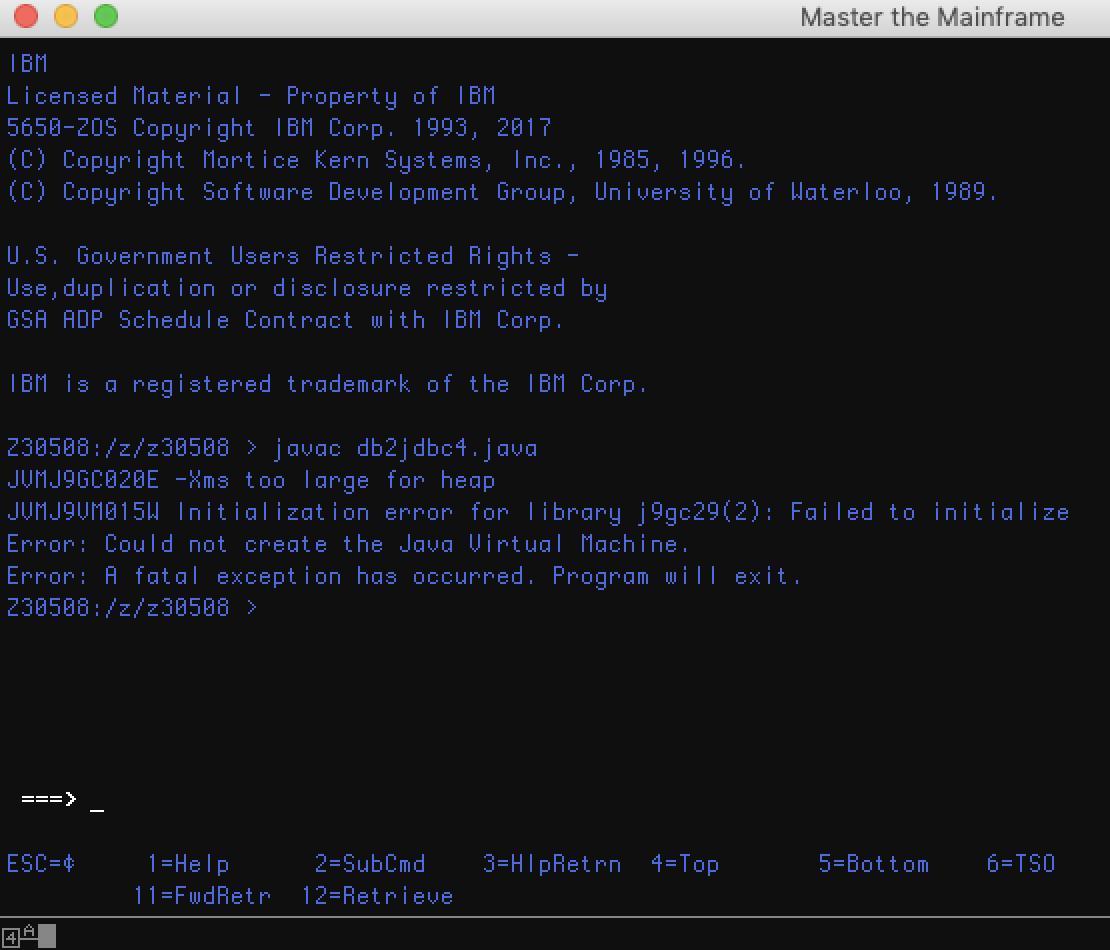 Master the Mainframe
IBM
Licensed Material - Property of IBM
5650-ZOS Copyright IBM Corp. 1993, 2017
(C) Copyright Mortice Kern Systems, Inc., 1985, 1996.
(C) Copyright Software Development Group, University of Waterloo, 1989.
U.S. Government Users Restricted Rights -
Use,duplication or disclosure restricted by
GSA ADP Schedule Contract with IBM Corp.
IBM is a registered trademark of the IBM Corp.
Z30508:/z/z30508 > javac db2jdbc4.java
JVMJ9GC020E -Xms too large for heap
JVMJ9VM015W Initialization error for library j9gc29(2): Failed to initialize
Error: Could not create the Java Virtual Machine.
Error: A fatal exception has occurred. Program will exit.
Z30508:/z/z30508 >
===> _
ESC=¢ 1=Help 2=SubCmd 3=HlpRetrn 4=Top 5=Bottom 6=TSO
11=FwdRetr 12=Retrieve
4 A